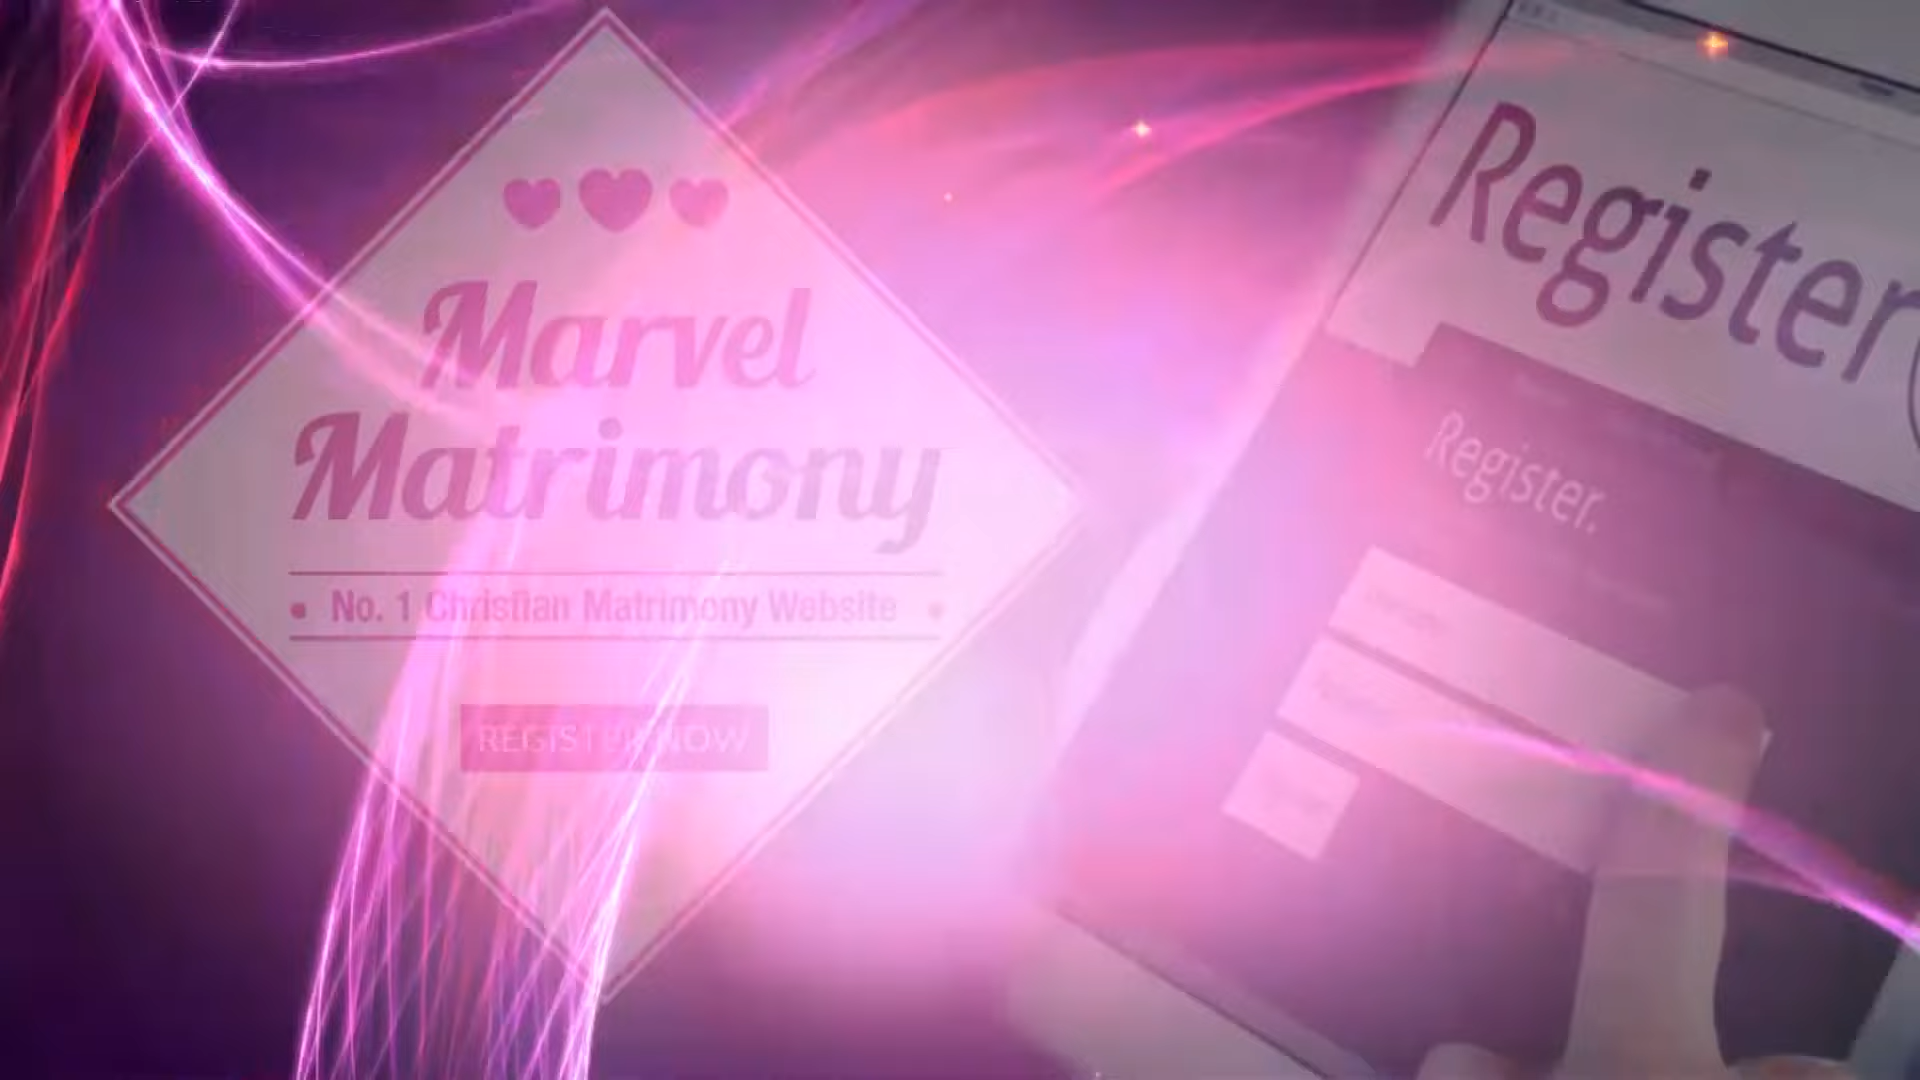 Marvel
Matrimony
• No. 1 Christian Matrimony Website •
REGISTER NOW
Register
Register.